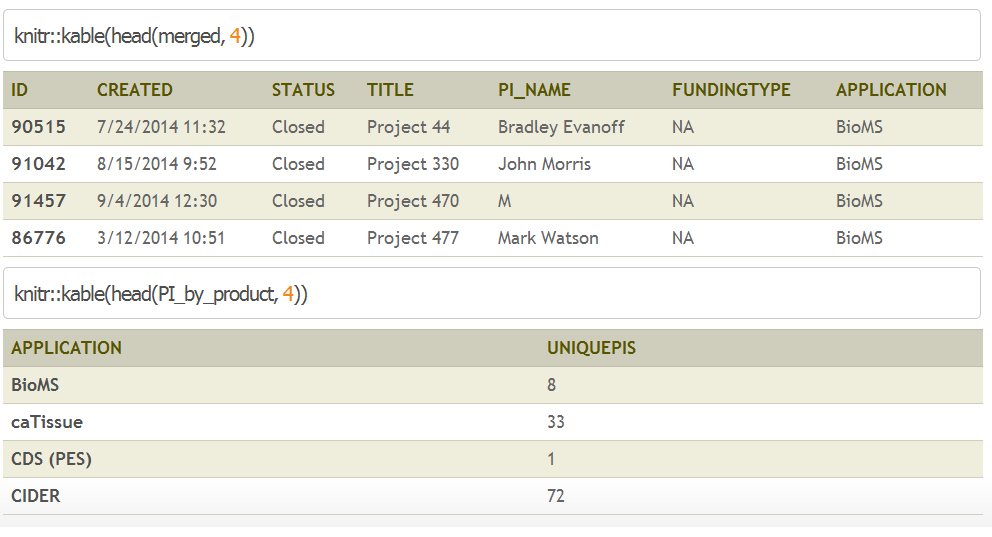 knitr::kable(head(merged, 4))
ID CREATED STATUS TITLE PI_NAME FUNDINGTYPE APPLICATION
90515 7/24/2014 11:32 Closed Project 44 Bradley Evanoff NA BioMS
91042 8/15/2014 9:52 Closed Project 330 John Morris NA BioMS
91457 9/4/2014 12:30 Closed Project 470 M NA BioMS
86776 3/12/2014 10:51 Closed Project 477 Mark Watson NA BioMS
knitr::kable(head(PI_by_product, 4))
APPLICATION UNIQUEPIS
BioMS 8
caTissue 33
CDS (PES) 1
CIDER 72